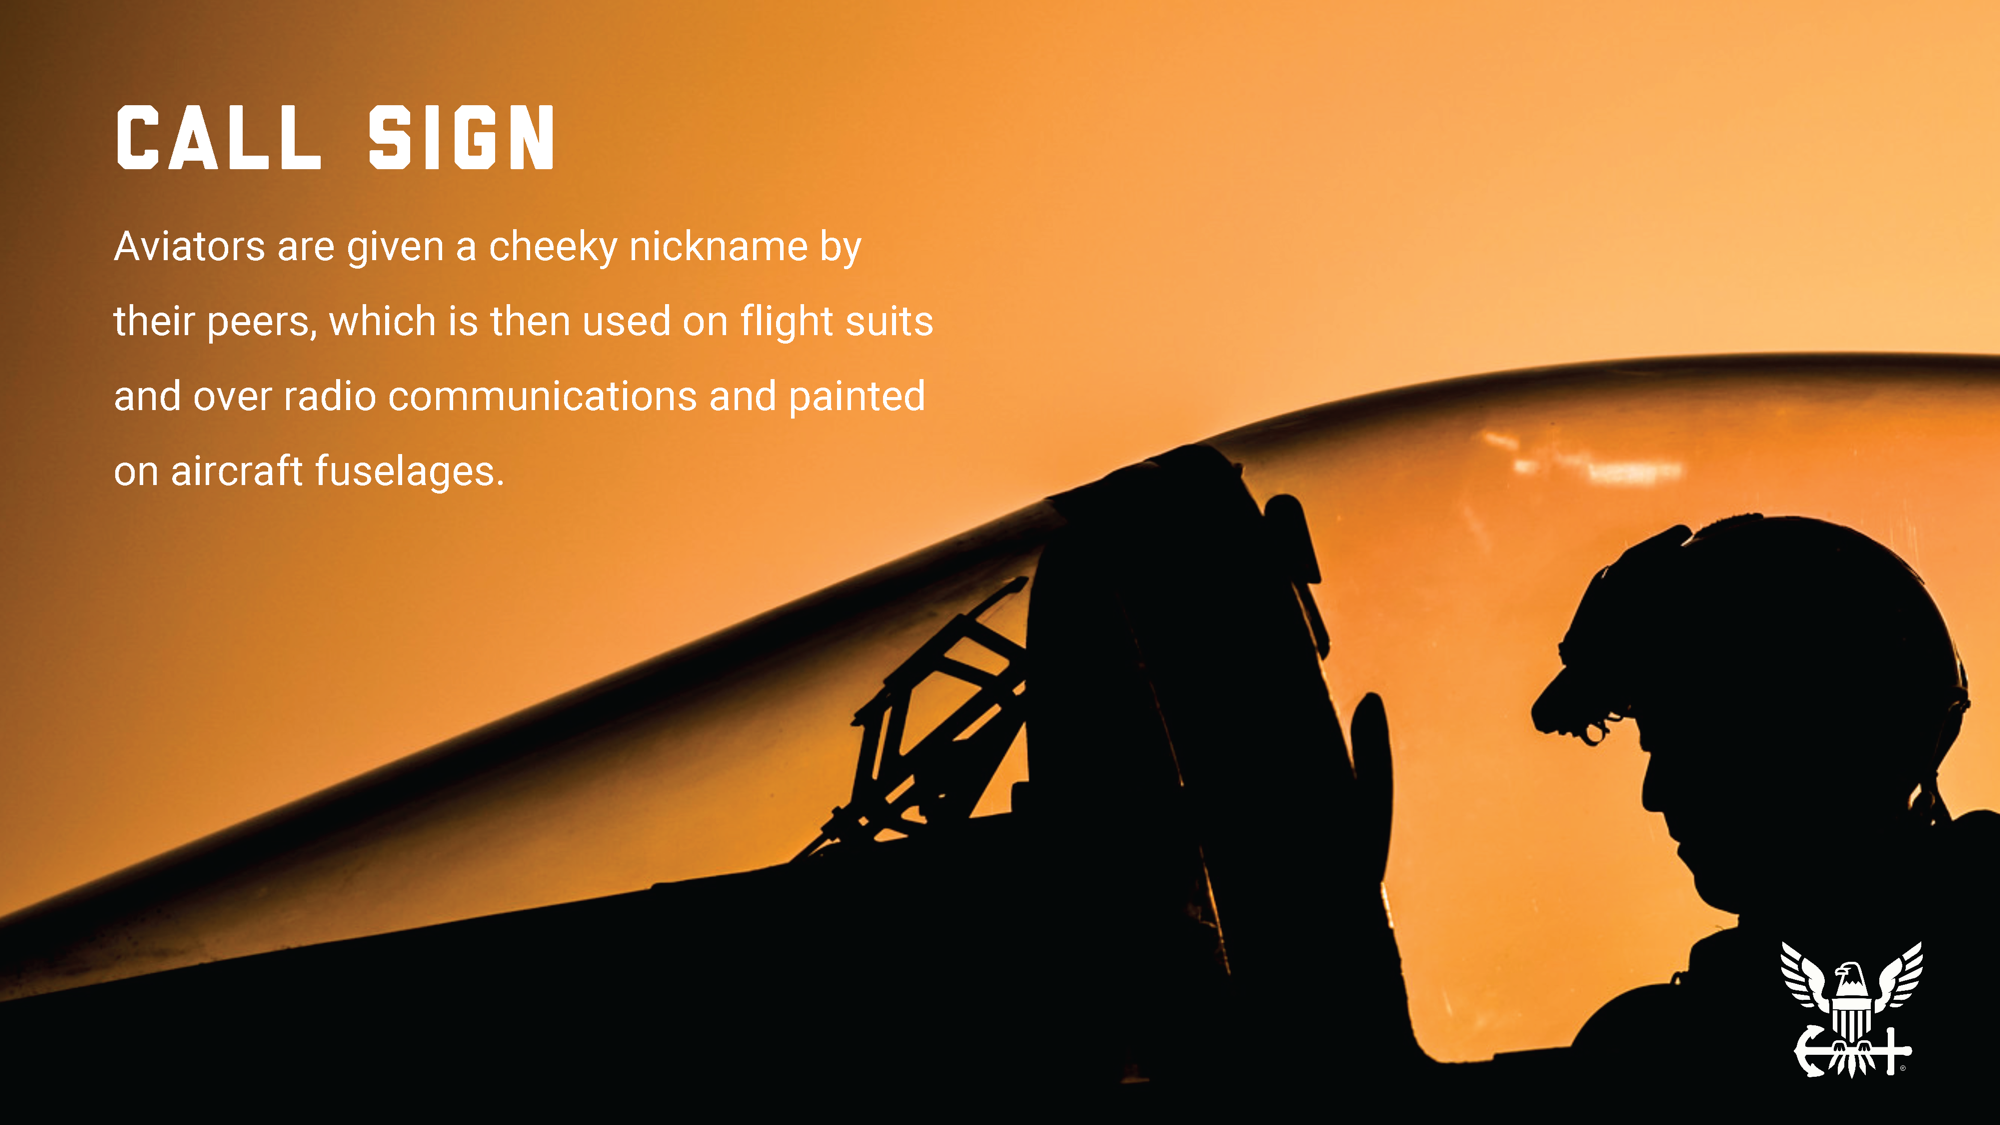 CALL SIGN
Aviators are given a cheeky nickname by
their peers, which is then used on flight suits
and over radio communications and painted
on aircraft fuselages.